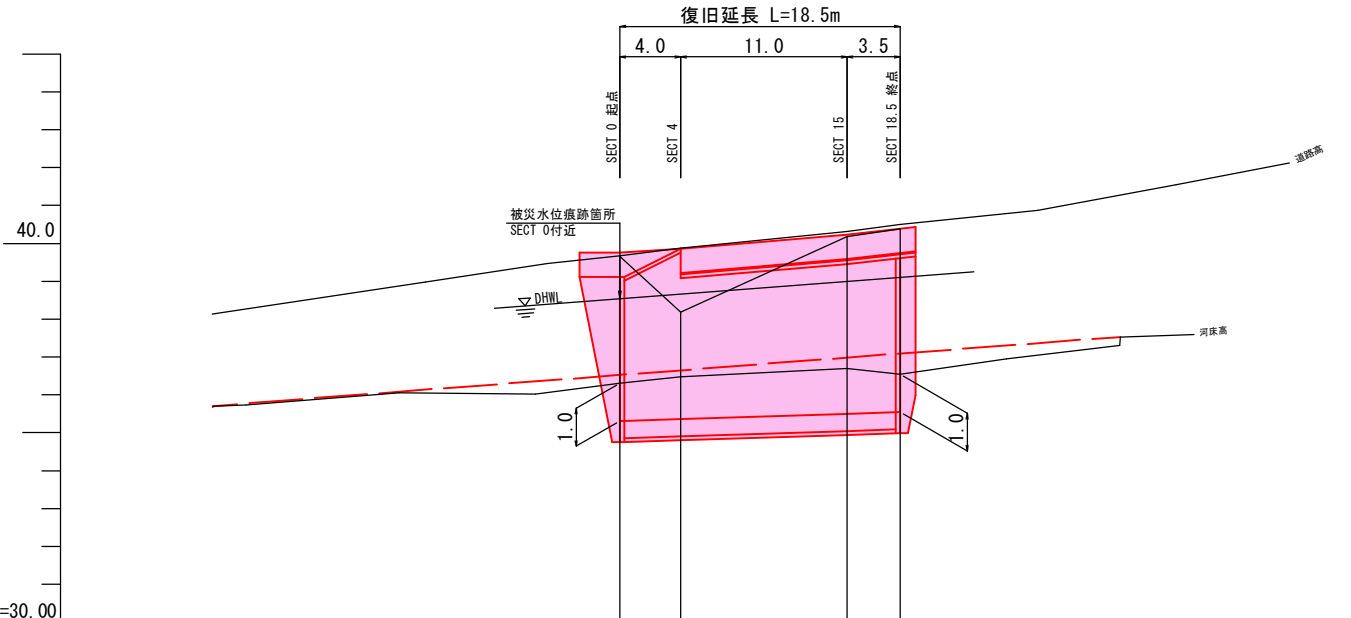 復旧延長 L=18.5m
4.0
11.0
3.5
SECT 0 起点
SECT 4
SECT 15
SECT 18.5 終点
道路高
被災水位痕跡箇所
SECT 0付近
40.0
DHWL
河床高
1.0
1.0
=30.00